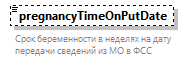 pregnancyTimeOnPutDate
Срок беременности в неделях на дату
передачи сведений из МО в ФСС